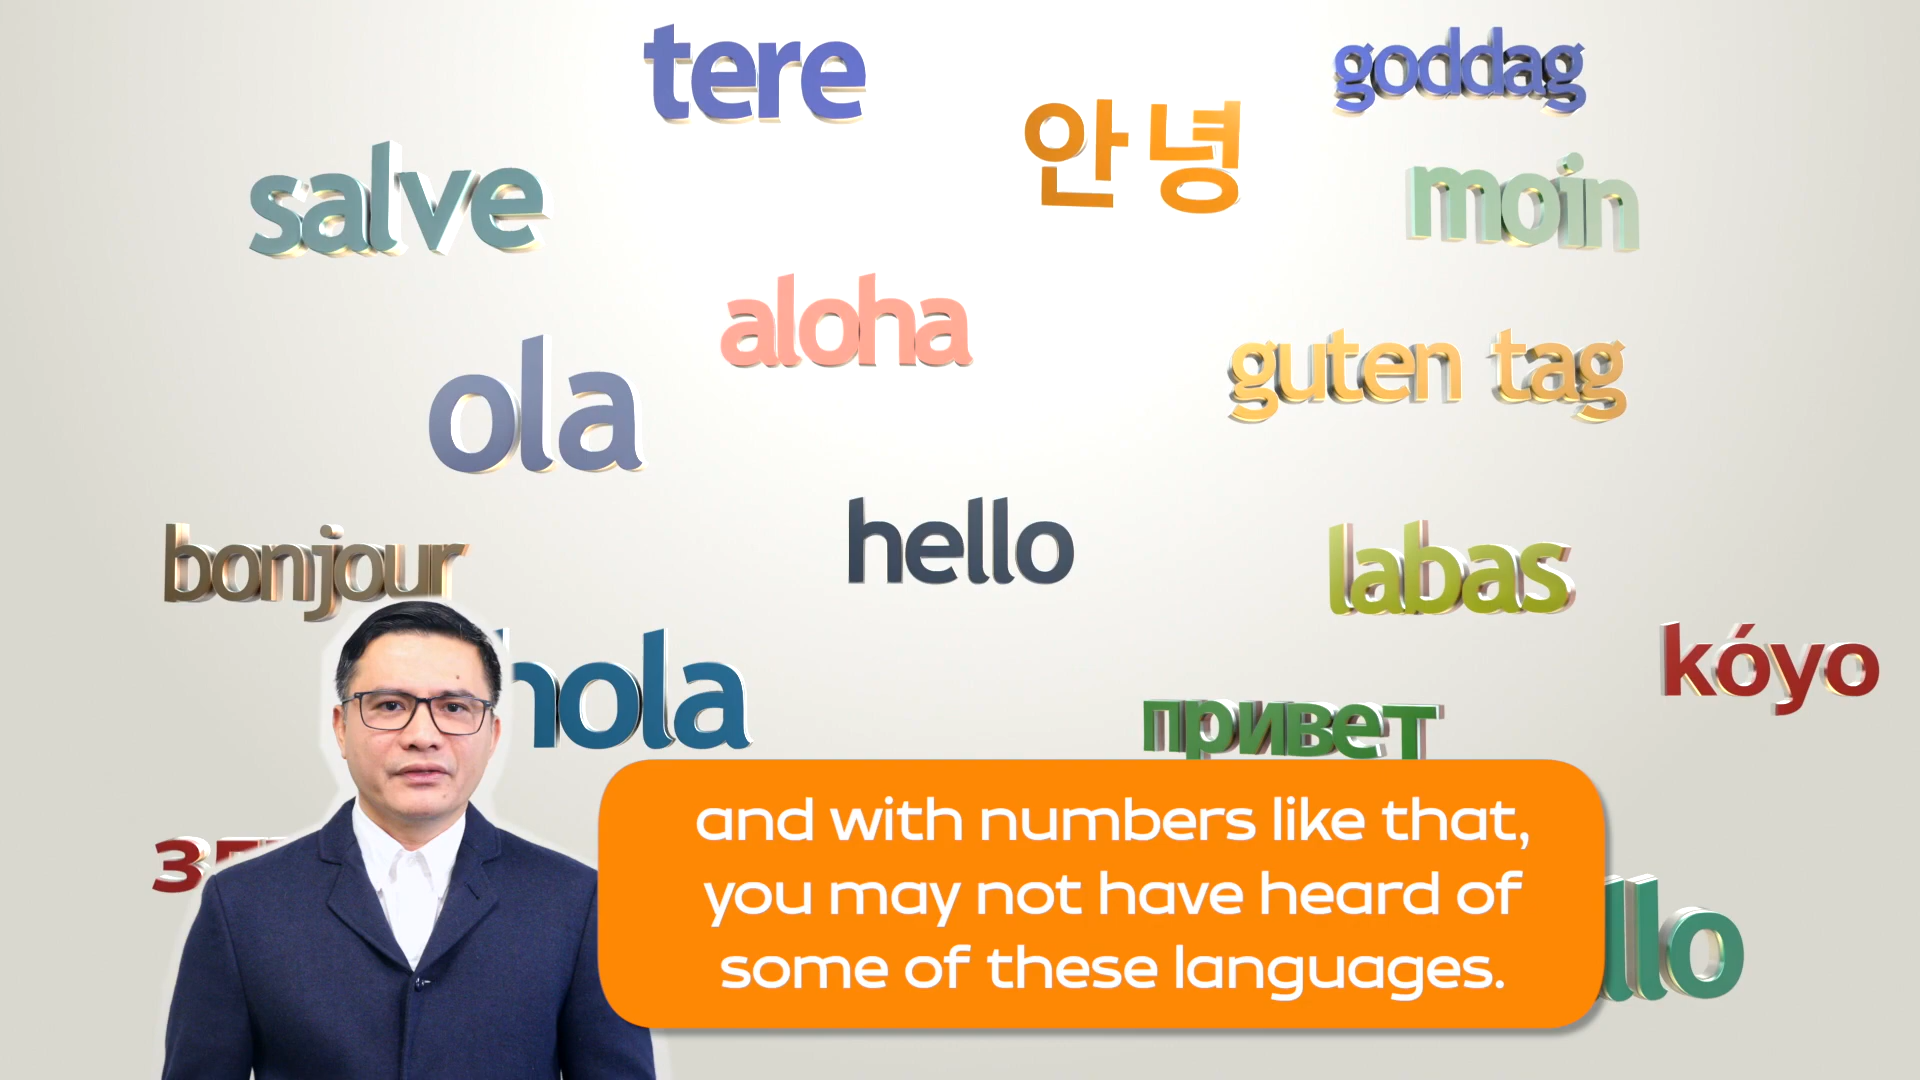 tere
goddag
안녕
salve
moin
aloha
guten tag
ola
hello
bonjour
labas
kóyo
hola
привет
and with numbers like that,
you may not have heard of
some of these languages.